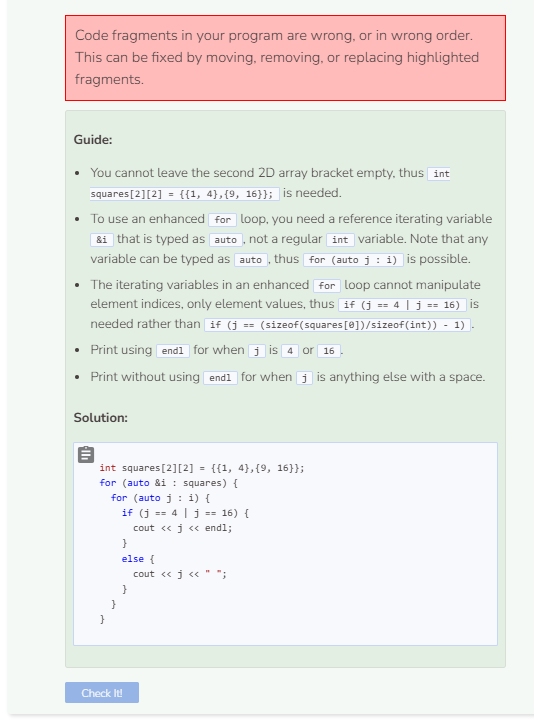 Code fragments in your program are wrong, or in wrong order.
This can be fixed by moving, removing, or replacing highlighted
fragments.
Guide:
• You cannot leave the second 2D array bracket empty, thus int
squares[2][2] = {{1, 4},{9, 16}}; is needed.
• To use an enhanced for loop, you need a reference iterating variable
&i that is typed as auto, not a regular int variable. Note that any
variable can be typed as auto, thus for (auto j : i) is possible.
• The iterating variables in an enhanced for loop cannot manipulate
element indices, only element values, thus if (j == 4 | j == 16) is
needed rather than if (j == (sizeof(squares[0])/sizeof(int)) - 1).
• Print using endl for when j is 4 or 16.
• Print without using endl for when j is anything else with a space.
Solution:
int squares[2][2] = {{1, 4},{9, 16}};
for (auto &i : squares) {
  for (auto j : i) {
    if (j == 4 | j == 16) {
      cout << j << endl;
    }
    else {
      cout << j << " ";
    }
  }
}
Check It!